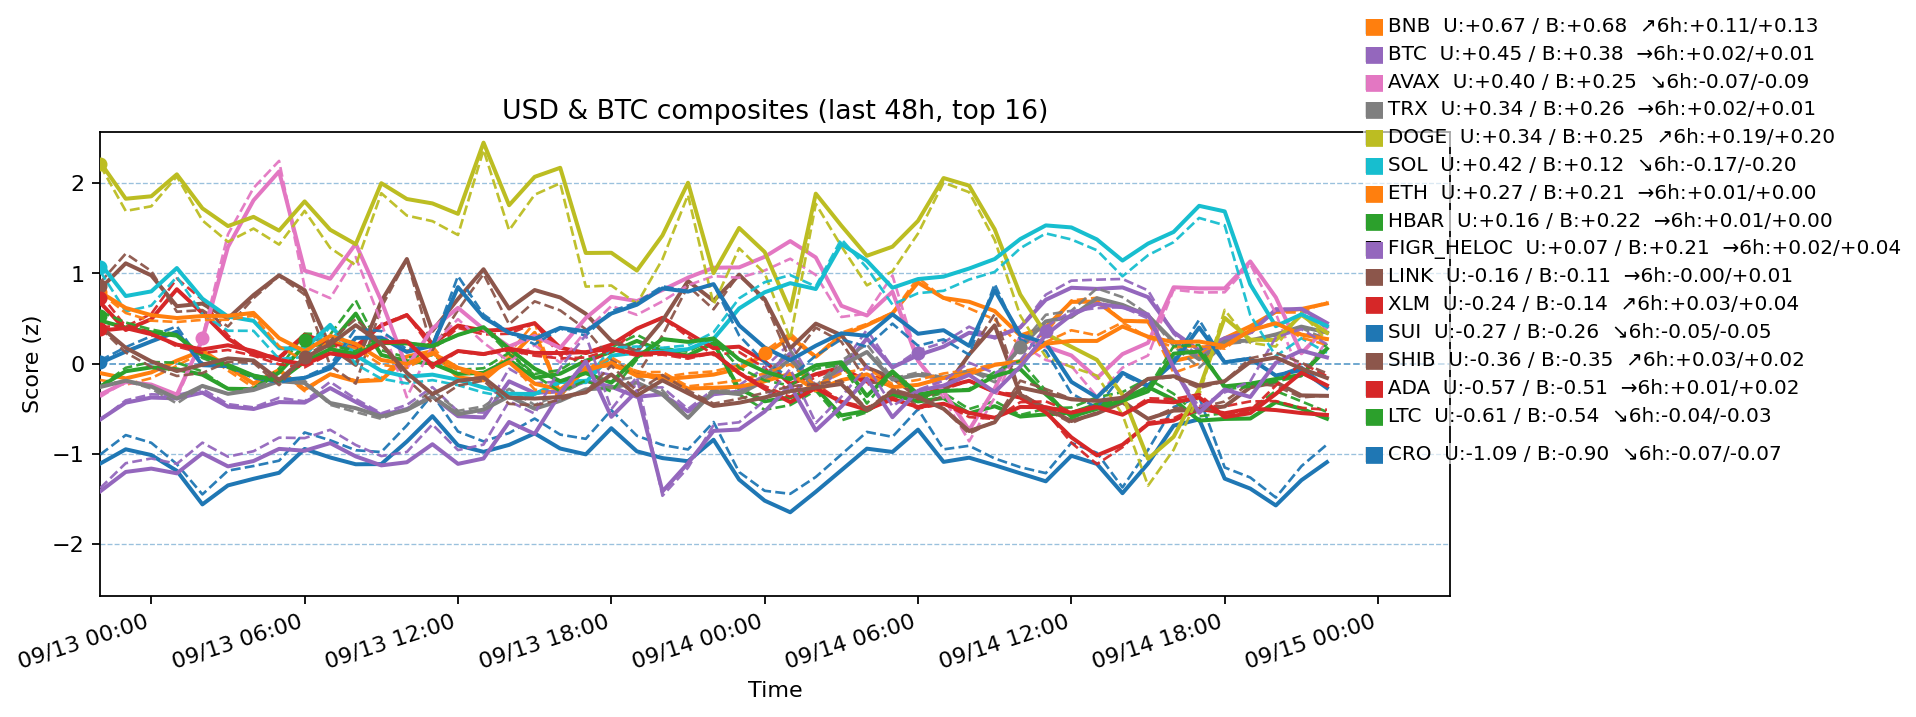 BNB U:+0.67 / B:+0.68 ↗6h:+0.11/+0.13
BTC U:+0.45 / B:+0.38 →6h:+0.02/+0.01
AVAX U:+0.40 / B:+0.25 ↘6h:-0.07/-0.09
TRX U:+0.34 / B:+0.26 →6h:+0.02/+0.01
DOGE U:+0.34 / B:+0.25 ↗6h:+0.19/+0.20
SOL U:+0.42 / B:+0.12 ↘6h:-0.17/-0.20
ETH U:+0.27 / B:+0.21 →6h:+0.01/+0.00
HBAR U:+0.16 / B:+0.22 →6h:+0.01/+0.00
FIGR_HELOC U:+0.07 / B:+0.21 →6h:+0.02/+0.04
LINK U:-0.16 / B:-0.11 →6h:-0.00/+0.01
XLM U:-0.24 / B:-0.14 ↗6h:+0.03/+0.04
SUI U:-0.27 / B:-0.26 ↘6h:-0.05/-0.05
SHIB U:-0.36 / B:-0.35 ↗6h:+0.03/+0.02
ADA U:-0.57 / B:-0.51 →6h:+0.01/+0.02
LTC U:-0.61 / B:-0.54 ↘6h:-0.04/-0.03
CRO U:-1.09 / B:-0.90 ↘6h:-0.07/-0.07
USD & BTC composites (last 48h, top 16)
Score (z)
2
1
0
−1
−2
09/13 00:00
09/13 06:00
09/13 12:00
09/13 18:00
09/14 00:00
09/14 06:00
09/14 12:00
09/14 18:00
09/15 00:00
Time